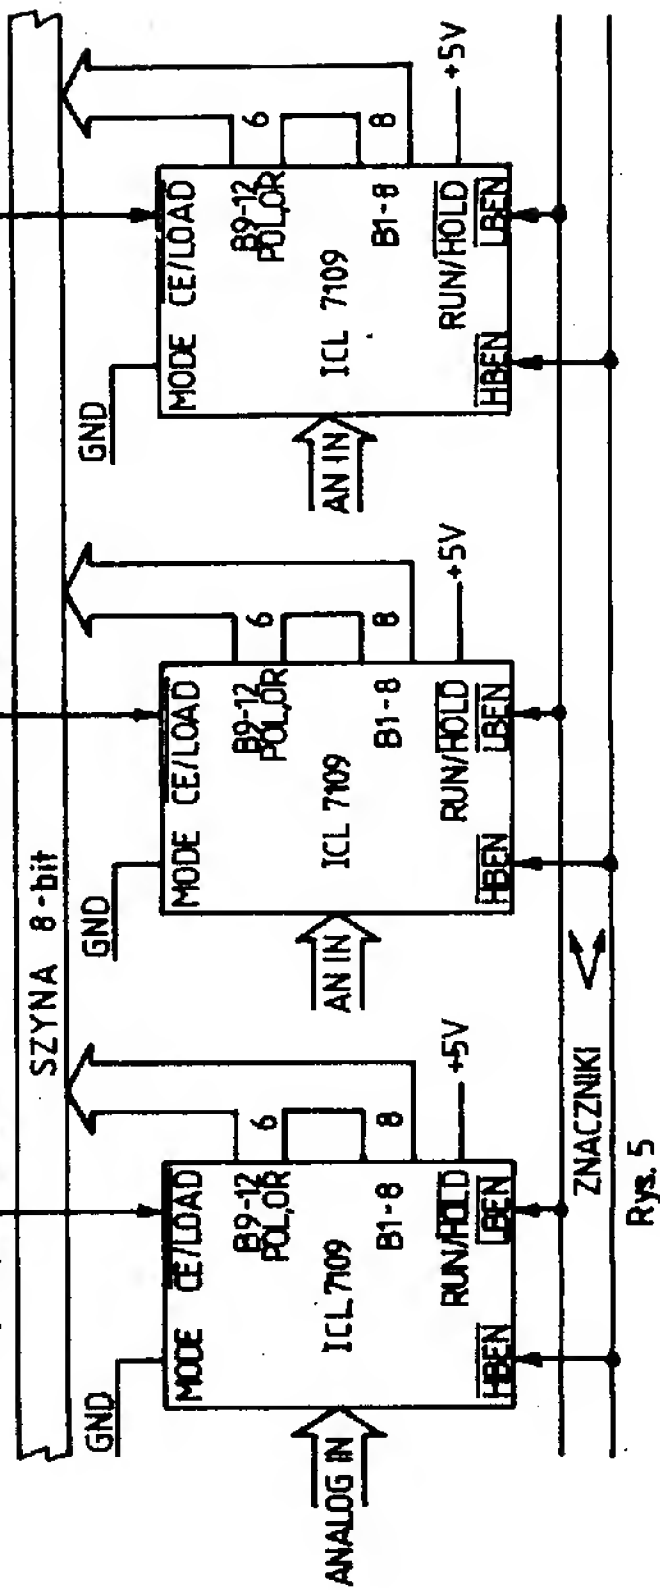 SZYNA 8-bit
GND
MODE
CE/LOAD
B9-12
POL,OR
6
ICL 7109
B1-8
8
RUN/HOLD
+5V
HBEN
LBEN
ANALOG IN
GND
MODE
CE/LOAD
B9-12
POL,OR
6
ICL 7109
B1-8
8
RUN/HOLD
+5V
HBEN
LBEN
AN IN
GND
MODE
CE/LOAD
B9-12
POL,OR
6
ICL 7109
B1-8
8
RUN/HOLD
+5V
HBEN
LBEN
AN IN
ZNACZNIKI
Rys. 5